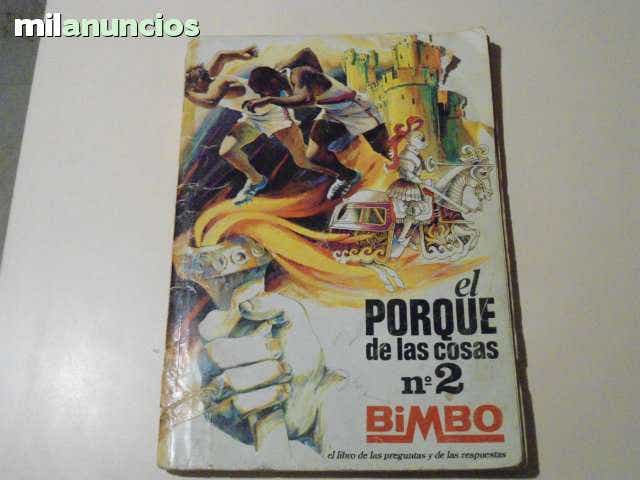 milanuncios
el
PORQUE
de las cosas
nº2
BiMBO
el libro de las preguntas y de las respuestas